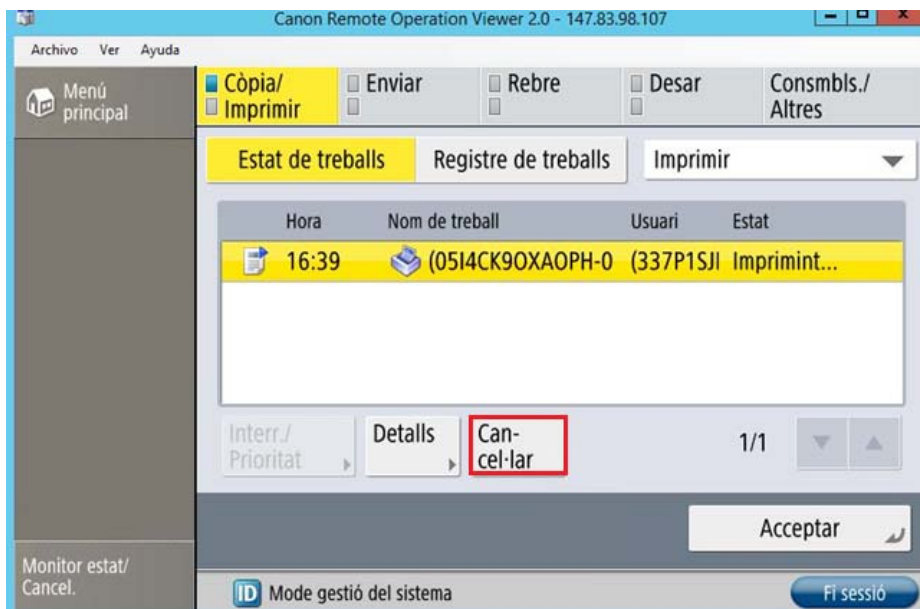 Canon Remote Operation Viewer 2.0 - 147.83.98.107
Archivo Ver Ayuda
Menú
principal
Còpia/
Imprimir
Enviar
Rebre
Desar
Consmbls./
Altres
Estat de treballs
Registre de treballs
Imprimir
Hora Nom de treball Usuari Estat
16:39 (05I4CK9OXAOPH-0 (337P1SJI Imprimint...
Interr./
Prioritat
Detalls
Can-
cel·lar
1/1
Acceptar
Monitor estat/
Cancel.
ID Mode gestió del sistema
Fi sessió